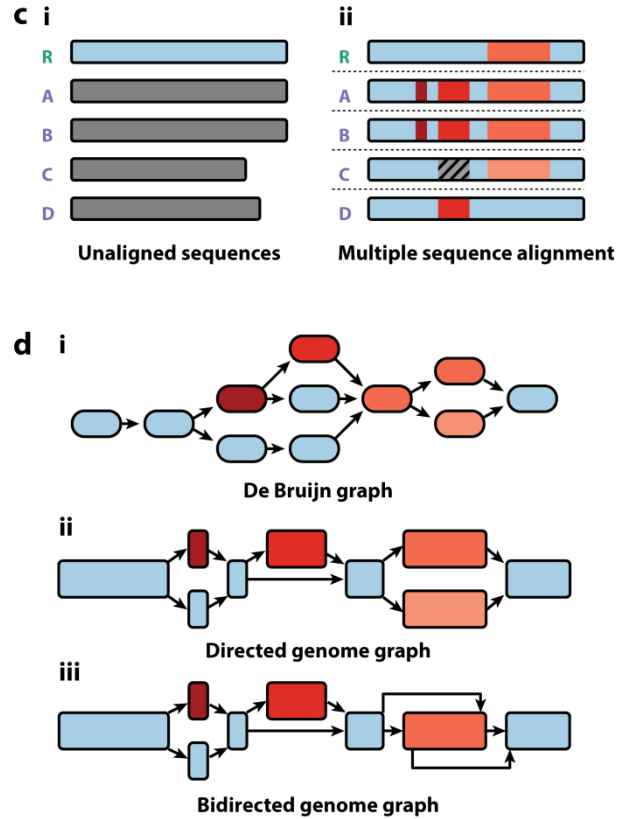 c i ii
R R
A A
B B
C C
D D
Unaligned sequences Multiple sequence alignment
d i
De Bruijn graph
ii
Directed genome graph
iii
Bidirected genome graph